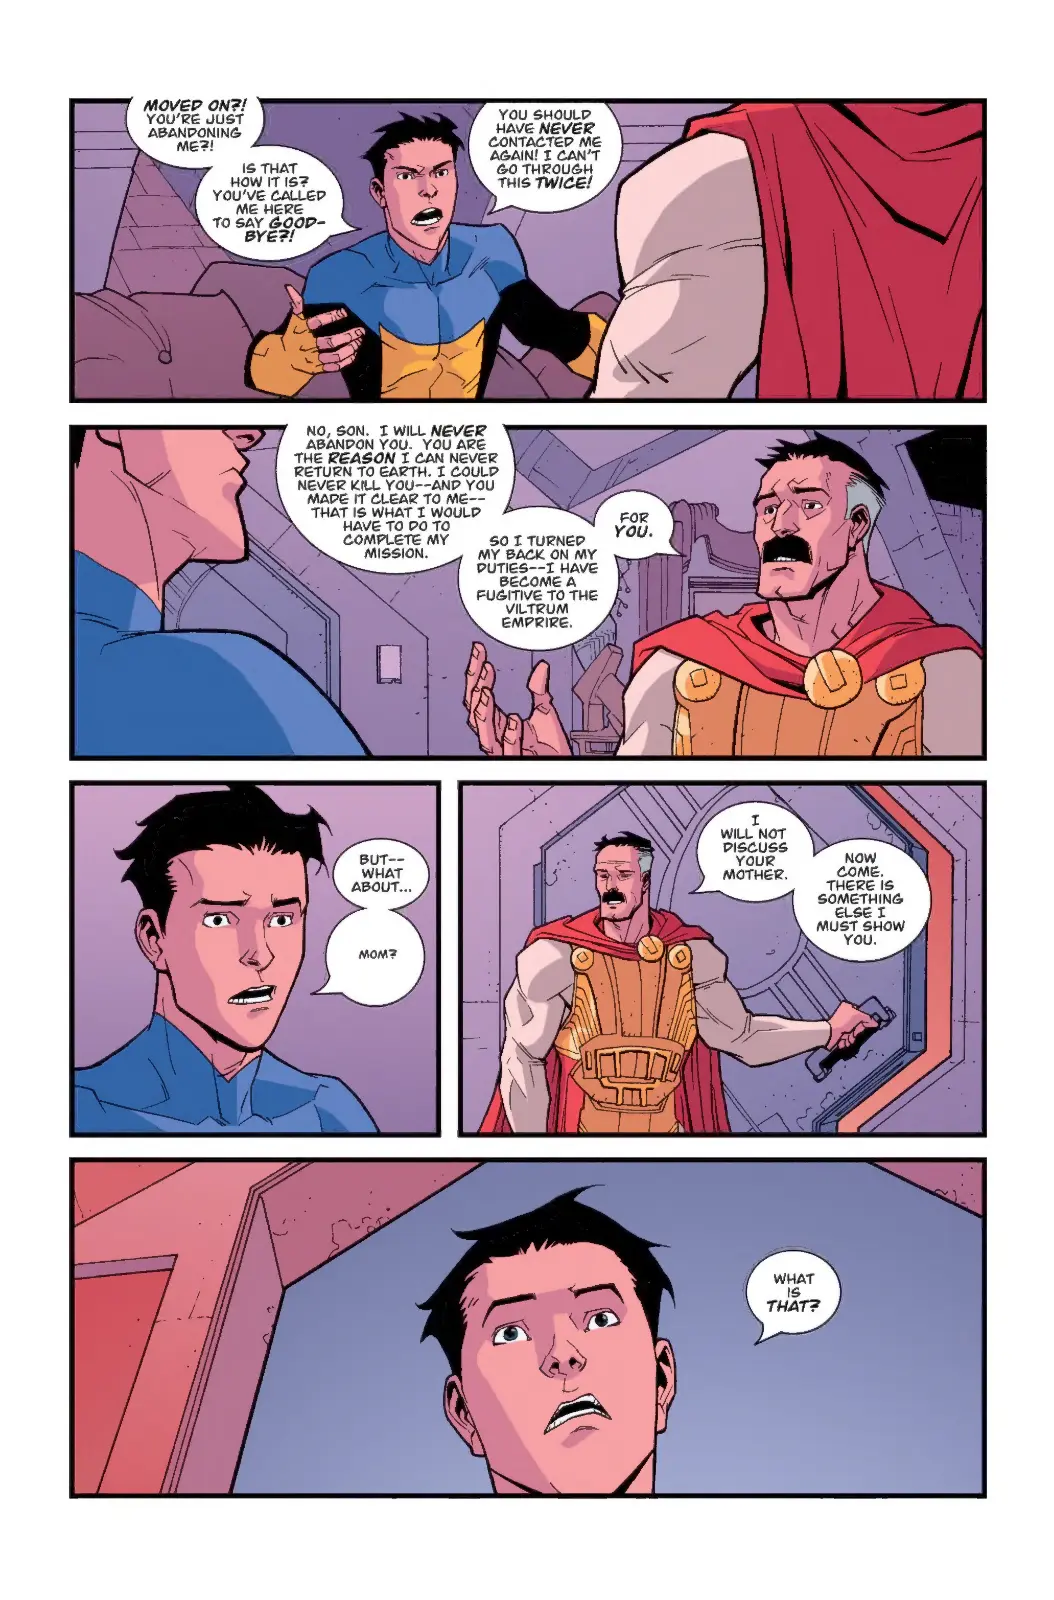 MOVED ON?!
YOU'RE JUST
ABANDONING
ME?!
IS THAT
HOW IT IS?
YOU'VE CALLED
ME HERE
TO SAY GOOD-
BYE?!
YOU SHOULD
HAVE NEVER
CONTACTED ME
AGAIN! I CAN'T
GO THROUGH
THIS TWICE!
NO, SON. I WILL NEVER
ABANDON YOU. YOU ARE
THE REASON I CAN NEVER
RETURN TO EARTH. I COULD
NEVER KILL YOU--AND YOU
MADE IT CLEAR TO ME--
THAT IS WHAT I WOULD
HAVE TO DO TO
COMPLETE MY
MISSION.
SO I TURNED
MY BACK ON MY
DUTIES--I HAVE
BECOME A
FUGITIVE TO THE
VILTRUM
EMPRIRE.
FOR
YOU.
BUT--
WHAT
ABOUT...
MOM?
I
WILL NOT
DISCUSS
YOUR
MOTHER.
NOW
COME.
THERE IS
SOMETHING
ELSE I
MUST SHOW
YOU.
WHAT
IS
THAT?